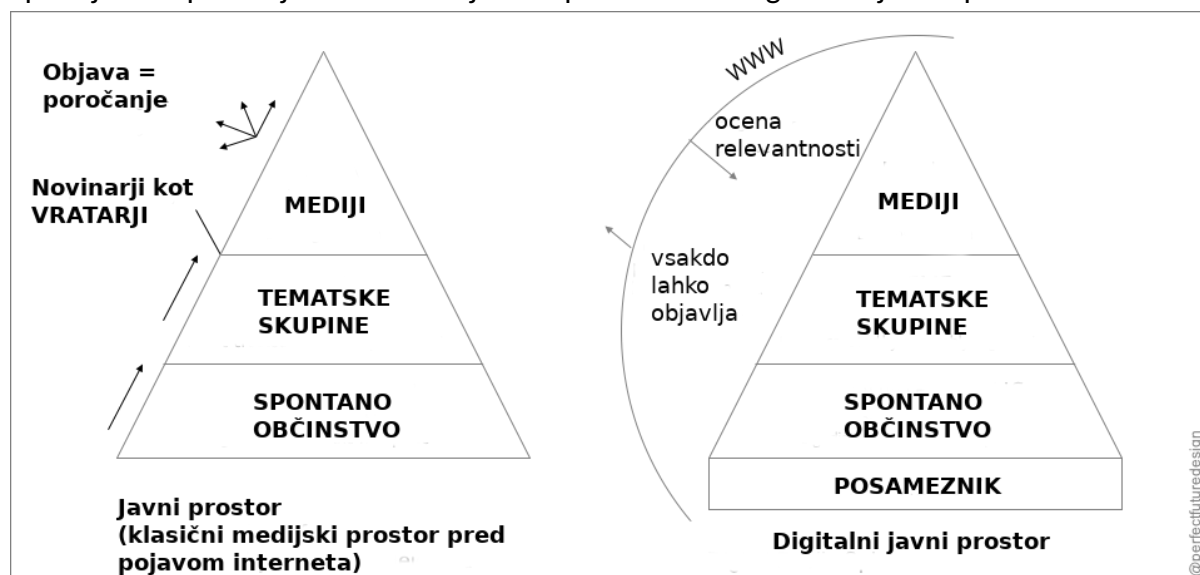 Objava =
poročanje
Novinarji kot
VRATARJI
MEDIJI
TEMATSKE
SKUPINE
SPONTANO
OBČINSTVO
Javni prostor
(klasični medijski prostor pred
pojavom interneta)
WWW
ocena
relevantnosti
vsakdo
lahko
objavlja
MEDIJI
TEMATSKE
SKUPINE
SPONTANO
OBČINSTVO
POSAMEZNIK
Digitalni javni prostor
@perfectfuturedesign